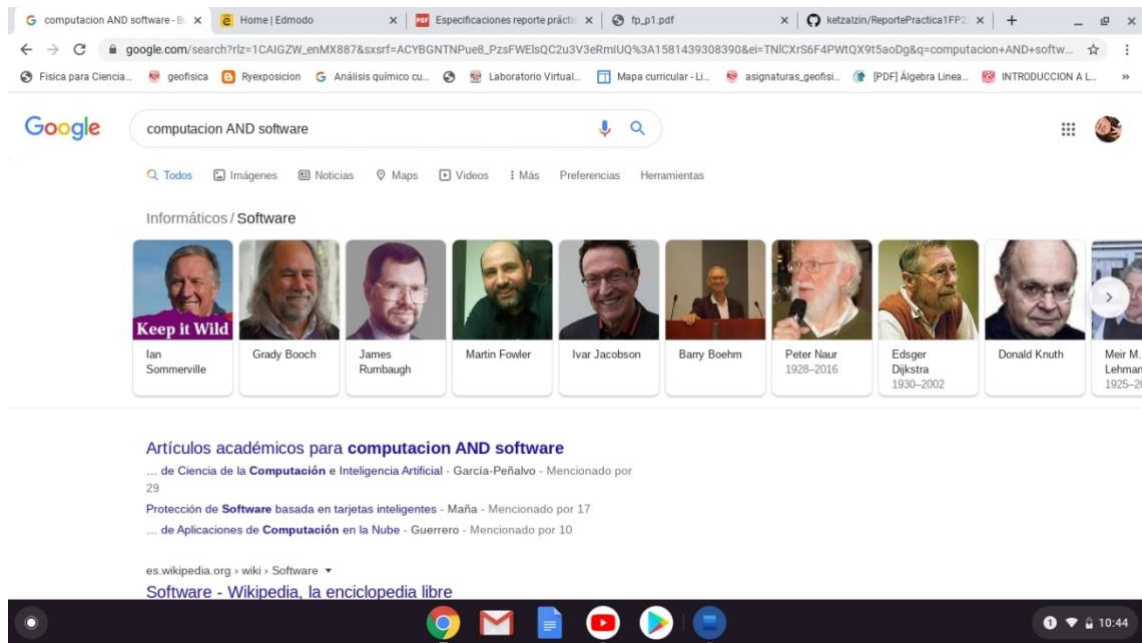 computacion AND software - Bu
Home | Edmodo
Especificaciones reporte práctic
fp_p1.pdf
ketzalzin/ReportePractica1FP2
google.com/search?rlz=1CAIGZW_enMX887&sxsrf=ACYBGNTNPue8_PzsFWElsQC2u3V3eRmIUQ%3A1581439308390&ei=TNlCXrS6F4PWtQX9t5aoDg&q=computacion+AND+softw...
Fisica para Ciencia...
geofisica
Ryexposicion
Análisis químico cu...
Laboratorio Virtual...
Mapa curricular - Li...
asignaturas_geofisi...
[PDF] Álgebra Linea...
INTRODUCCION A L...
Google
computacion AND software
Todos
Imágenes
Noticias
Maps
Videos
Más
Preferencias
Herramientas
Informáticos / Software
Keep it Wild
Ian
Sommerville
Grady Booch
James
Rumbaugh
Martin Fowler
Ivar Jacobson
Barry Boehm
Peter Naur
1928–2016
Edsger
Dijkstra
1930–2002
Donald Knuth
Meir M.
Lehman
1925–20
Artículos académicos para computacion AND software
... de Ciencia de la Computación e Inteligencia Artificial - García-Peñalvo - Mencionado por
29
Protección de Software basada en tarjetas inteligentes - Maña - Mencionado por 17
... de Aplicaciones de Computación en la Nube - Guerrero - Mencionado por 10
es.wikipedia.org › wiki › Software
Software - Wikipedia, la enciclopedia libre
1
10:44